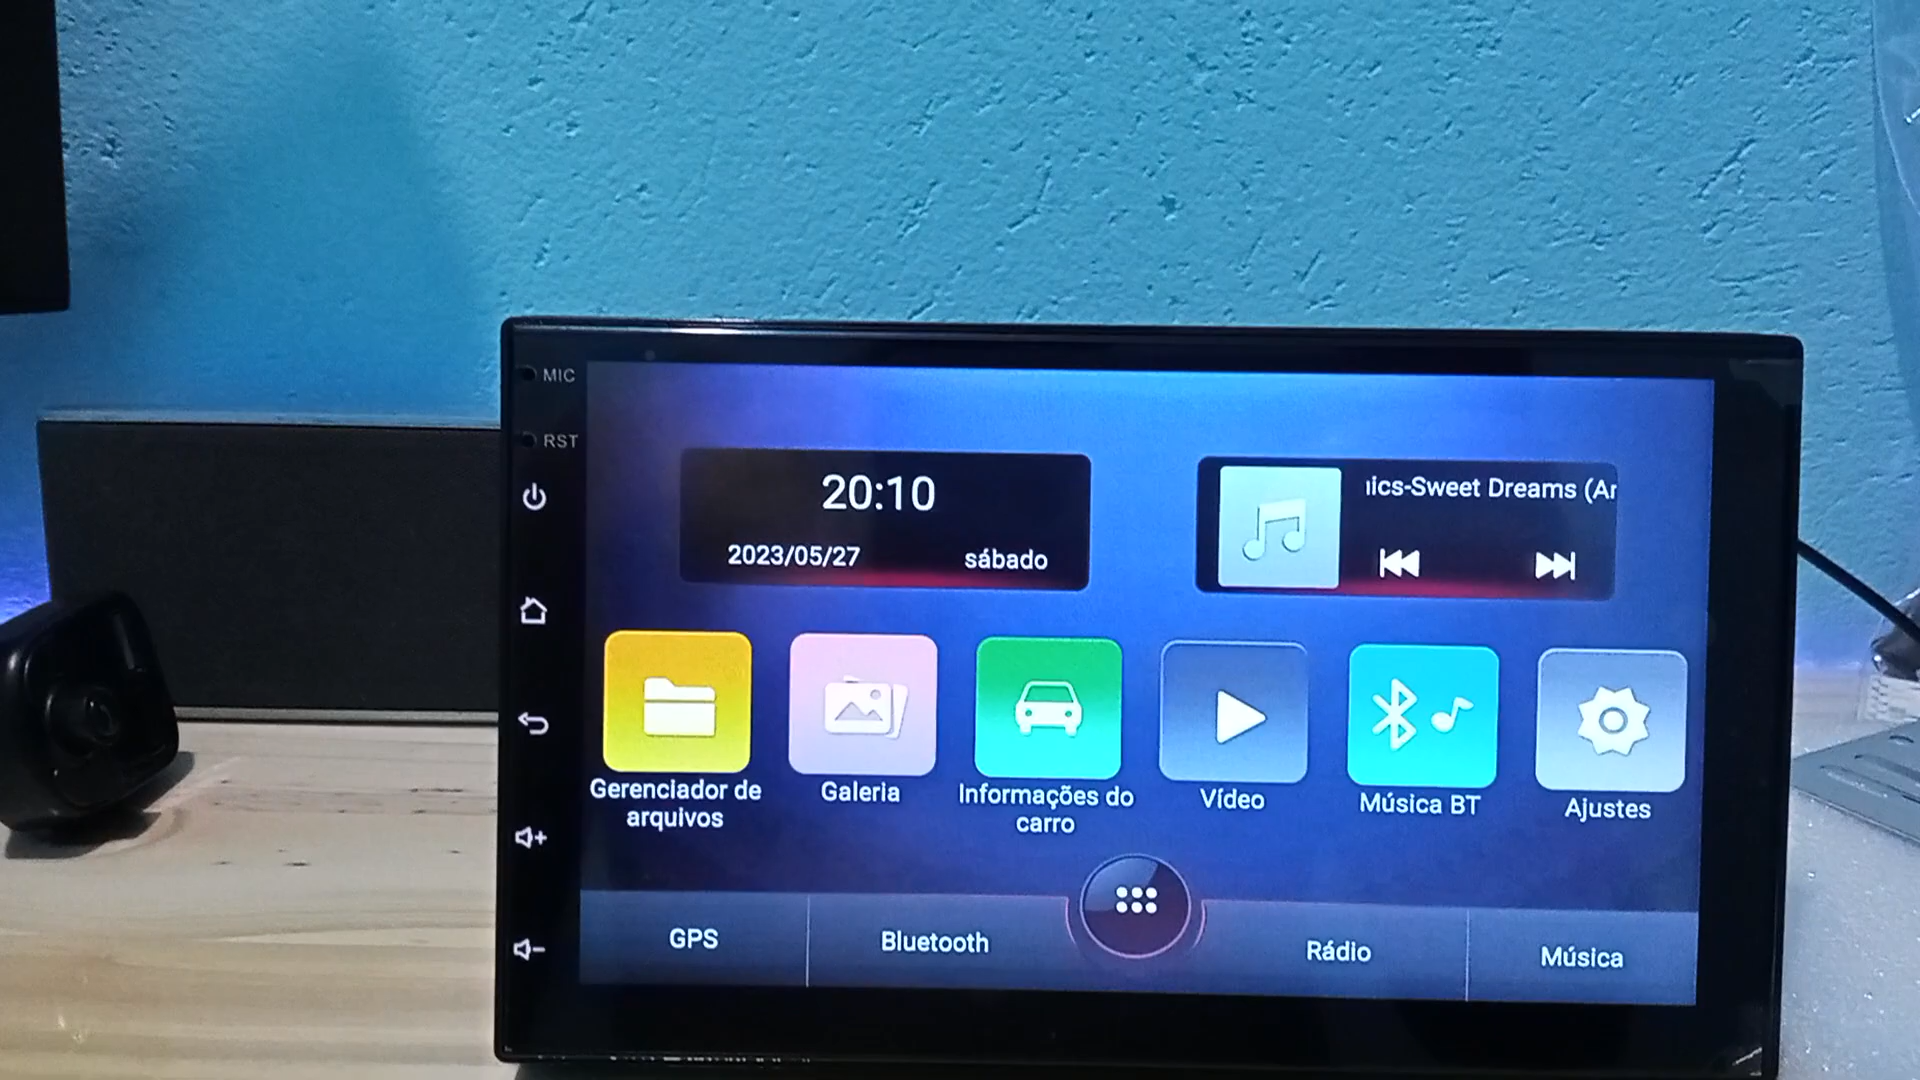 MIC
RST
20:10
2023/05/27 sábado
ics-Sweet Dreams (Ar
Gerenciador de
arquivos
Galeria
Informações do
carro
Vídeo
Música BT
Ajustes
GPS
Bluetooth
Rádio
Música